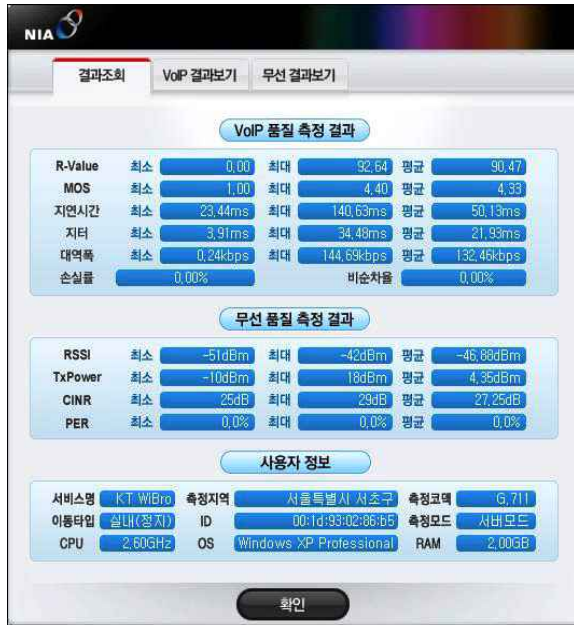 NIA
결과조회 VoIP 결과보기 무선 결과보기
VoIP 품질 측정 결과
R-Value 최소 0,00 최대 92,64 평균 90,47
MOS 최소 1,00 최대 4,40 평균 4,33
지연시간 최소 23,44ms 최대 140,63ms 평균 50,13ms
지터 최소 3,91ms 최대 34,48ms 평균 21,93ms
대역폭 최소 0,24kbps 최대 144,69kbps 평균 132,46kbps
손실률 0,00% 비순차율 0,00%
무선 품질 측정 결과
RSSI 최소 -51dBm 최대 -42dBm 평균 -46,88dBm
TxPower 최소 -10dBm 최대 18dBm 평균 4,35dBm
CINR 최소 25dB 최대 29dB 평균 27,25dB
PER 최소 0,0% 최대 0,0% 평균 0,0%
사용자 정보
서비스명 KT WiBro 측정지역 서울특별시 서초구 측정코덱 G,711
이동타입 실내(정지) ID 00:1d:93:02:86:b5 측정모드 서버모드
CPU 2,60GHz OS Windows XP Professional RAM 2,00GB
확인